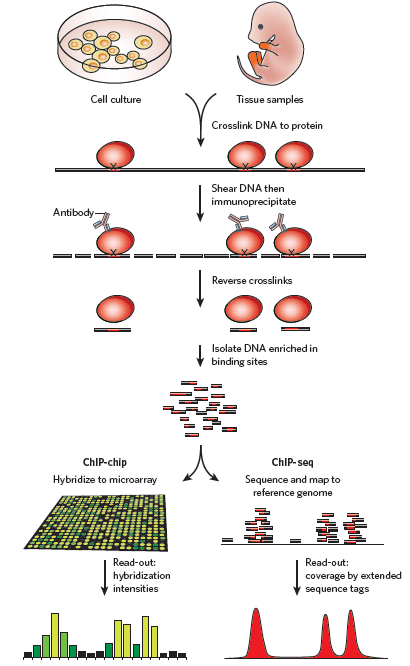 Cell culture
Tissue samples
Crosslink DNA to protein
Shear DNA then
immunoprecipitate
Antibody
Reverse crosslinks
Isolate DNA enriched in
binding sites
ChIP-chip
Hybridize to microarray
ChIP-seq
Sequence and map to
reference genome
Read-out:
hybridization
intensities
Read-out:
coverage by extended
sequence tags